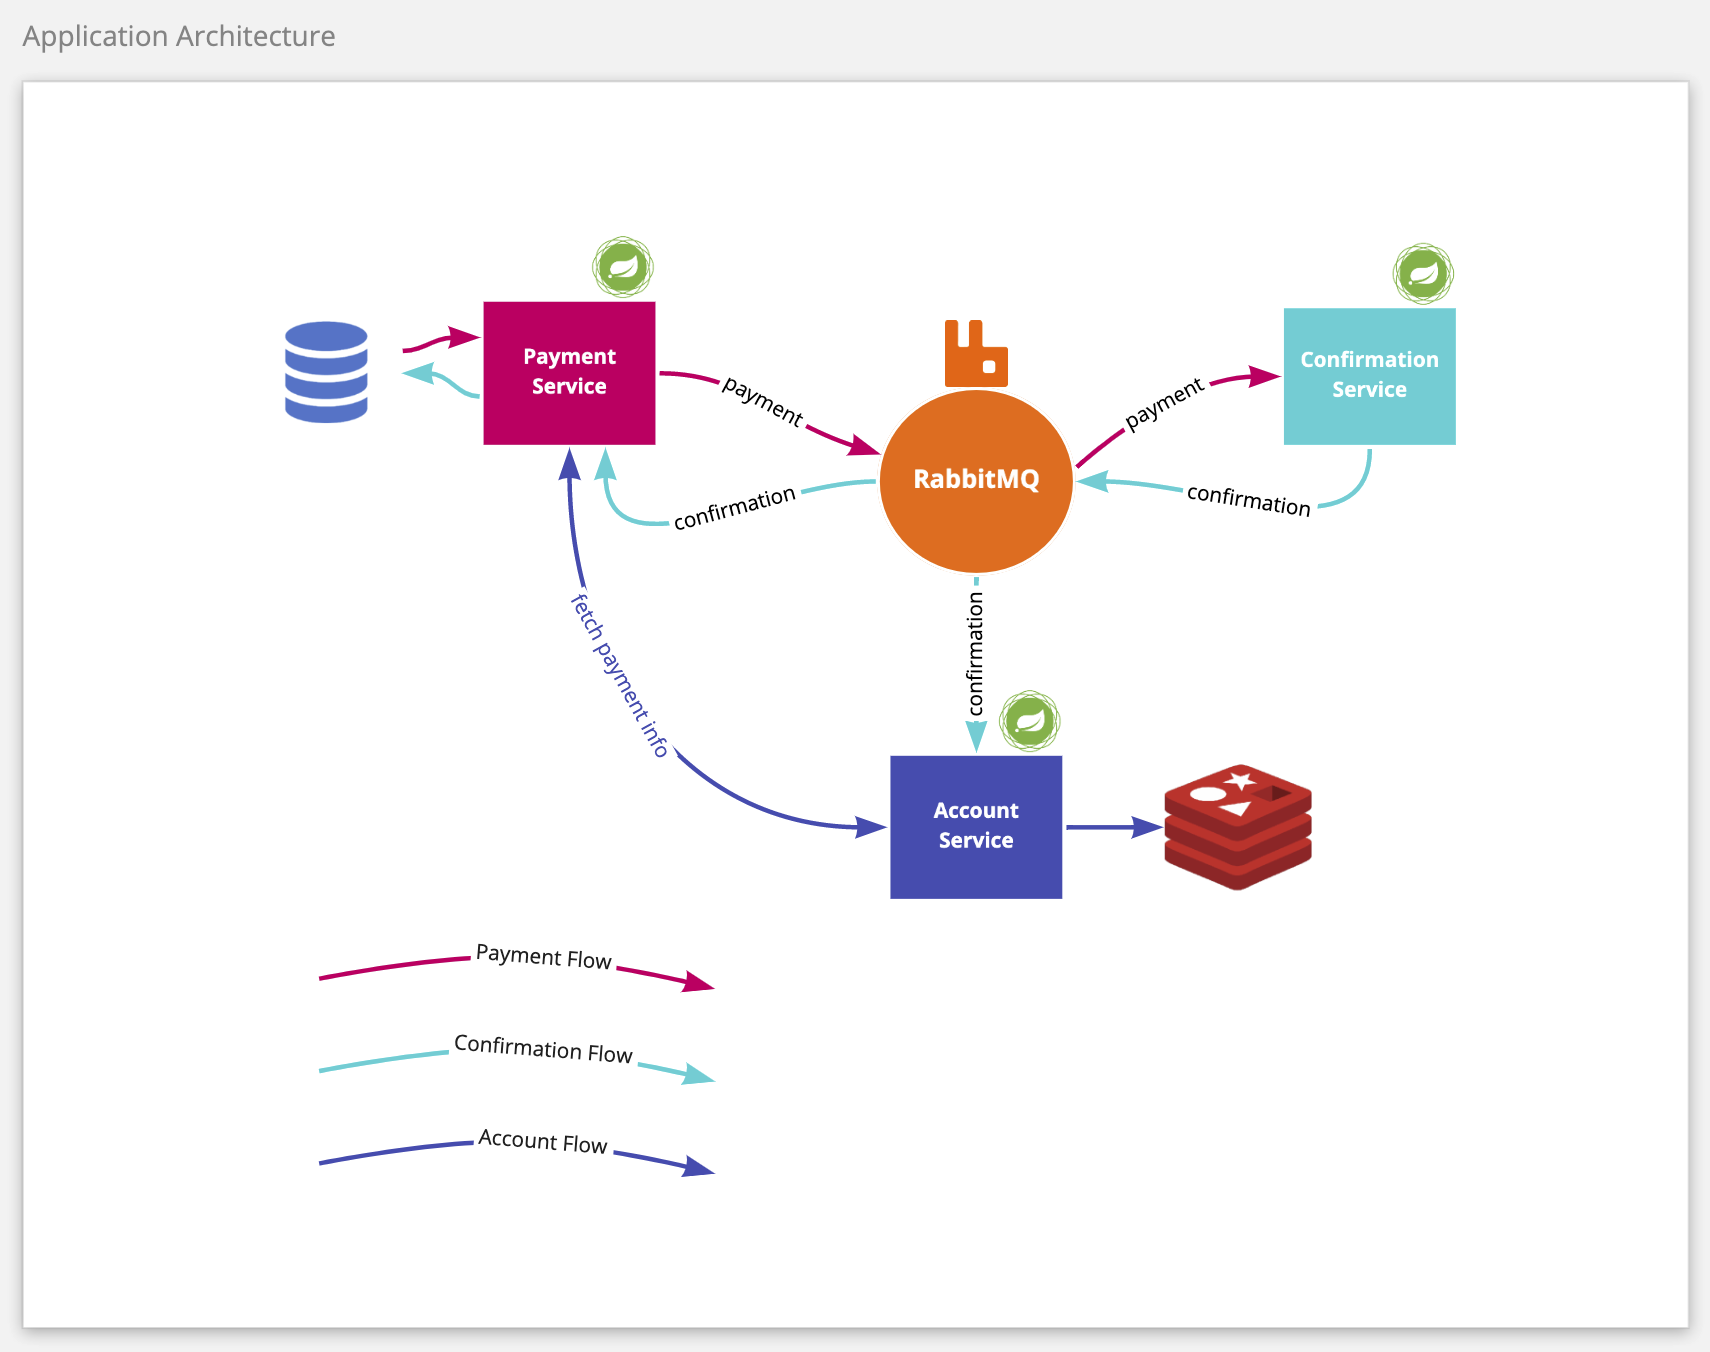 Application Architecture
Payment
Service
payment
RabbitMQ
payment
Confirmation
Service
confirmation
confirmation
fetch payment info
confirmation
Account
Service
Payment Flow
Confirmation Flow
Account Flow